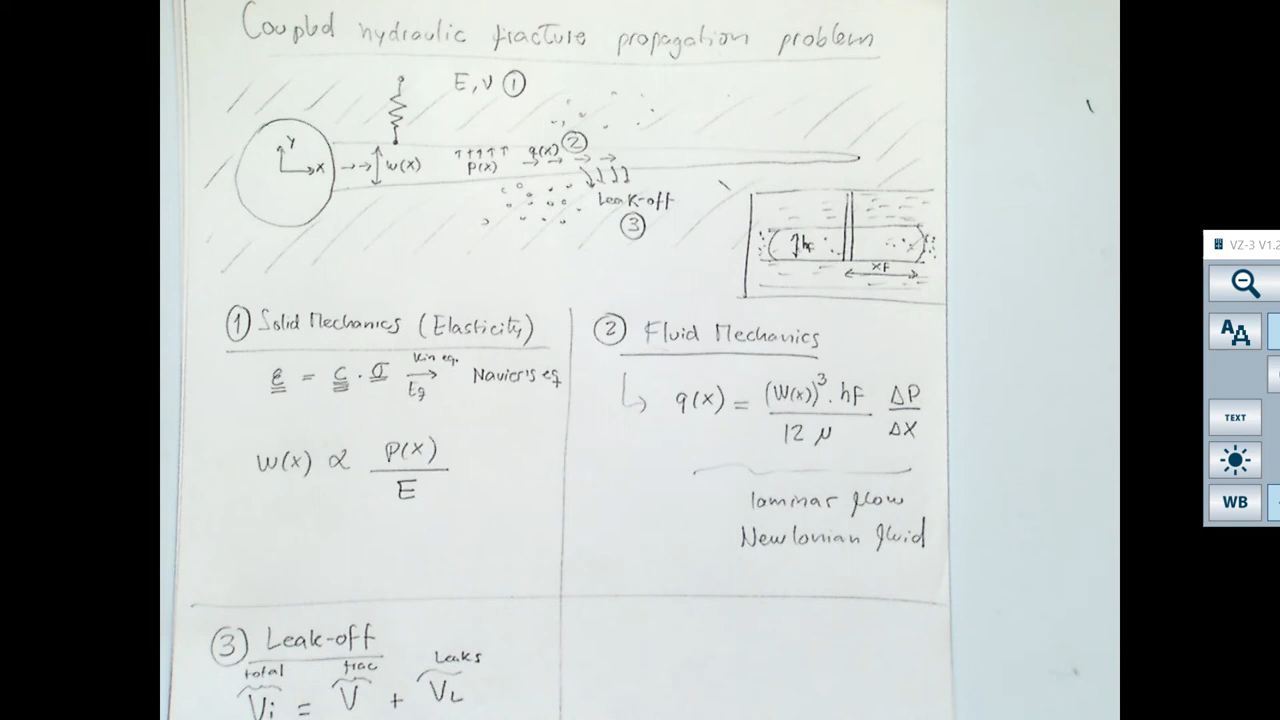 Coupled hydraulic fracture propagation problem
E, ν ①
Y
x
w(x)
p(x)
q(x)
②
Leak-off
③
hf
xF
① Solid Mechanics (Elasticity)
ε = C · σ Kin eq. → Eq Navier's eq
w(x) ∝ P(x) / E
② Fluid Mechanics
q(x) = (W(x))³ · hf / 12 μ ΔP / ΔX
laminar flow
Newtonian fluid
③ Leak-off
total frac Leaks
Vi = V + VL
VZ-3 V1.2
AA
TEXT
WB